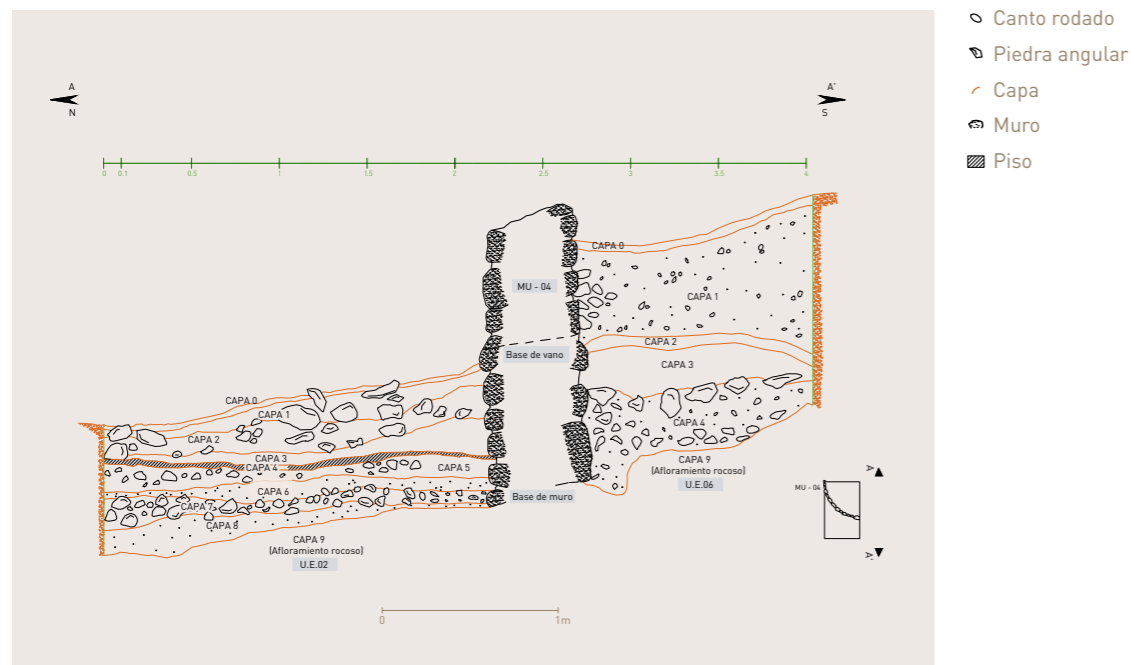 A
N
A'
S
0
0.1
0.5
1
1.5
2
2.5
3
3.5
4
CAPA 0
MU - 04
CAPA 1
CAPA 2
Base de vano
CAPA 3
CAPA 0
CAPA 1
CAPA 4
CAPA 2
CAPA 3
CAPA 4
CAPA 5
CAPA 9
(Afloramiento rocoso)
U.E.06
CAPA 6
Base de muro
CAPA 7
CAPA 8
CAPA 9
(Afloramiento rocoso)
U.E.02
A
MU - 04
A'
0
1m
Canto rodado
Piedra angular
Capa
Muro
Piso